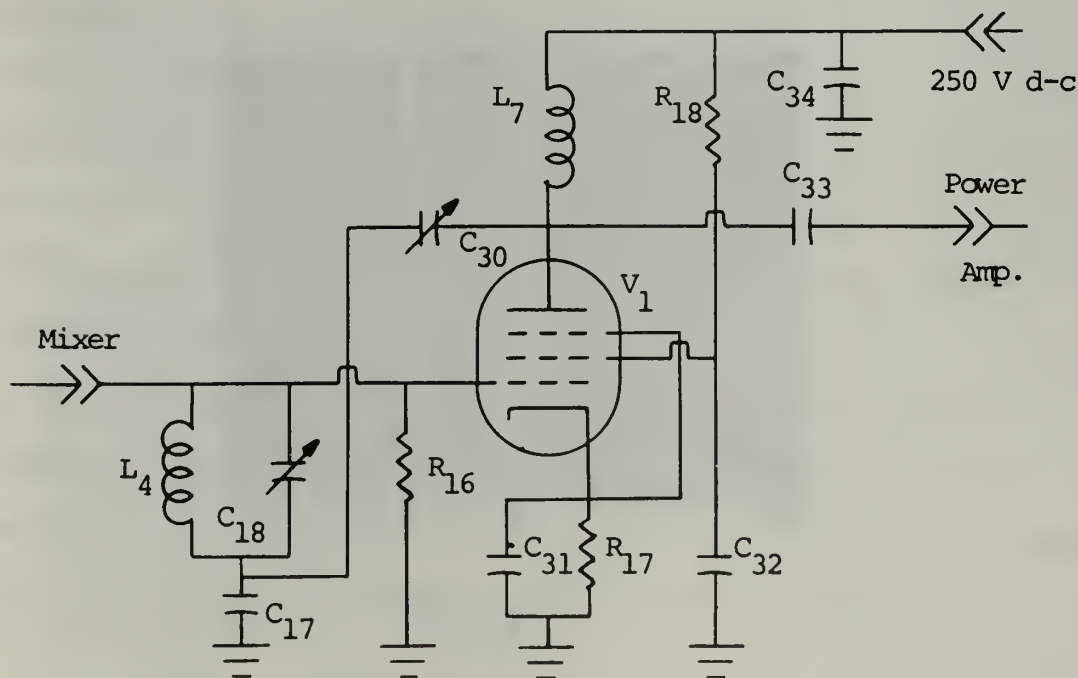 C34
250 V d-c
L7
R18
C33
Power
C30
Amp.
V1
Mixer
L4
R16
C18
C31
R17
C32
C17